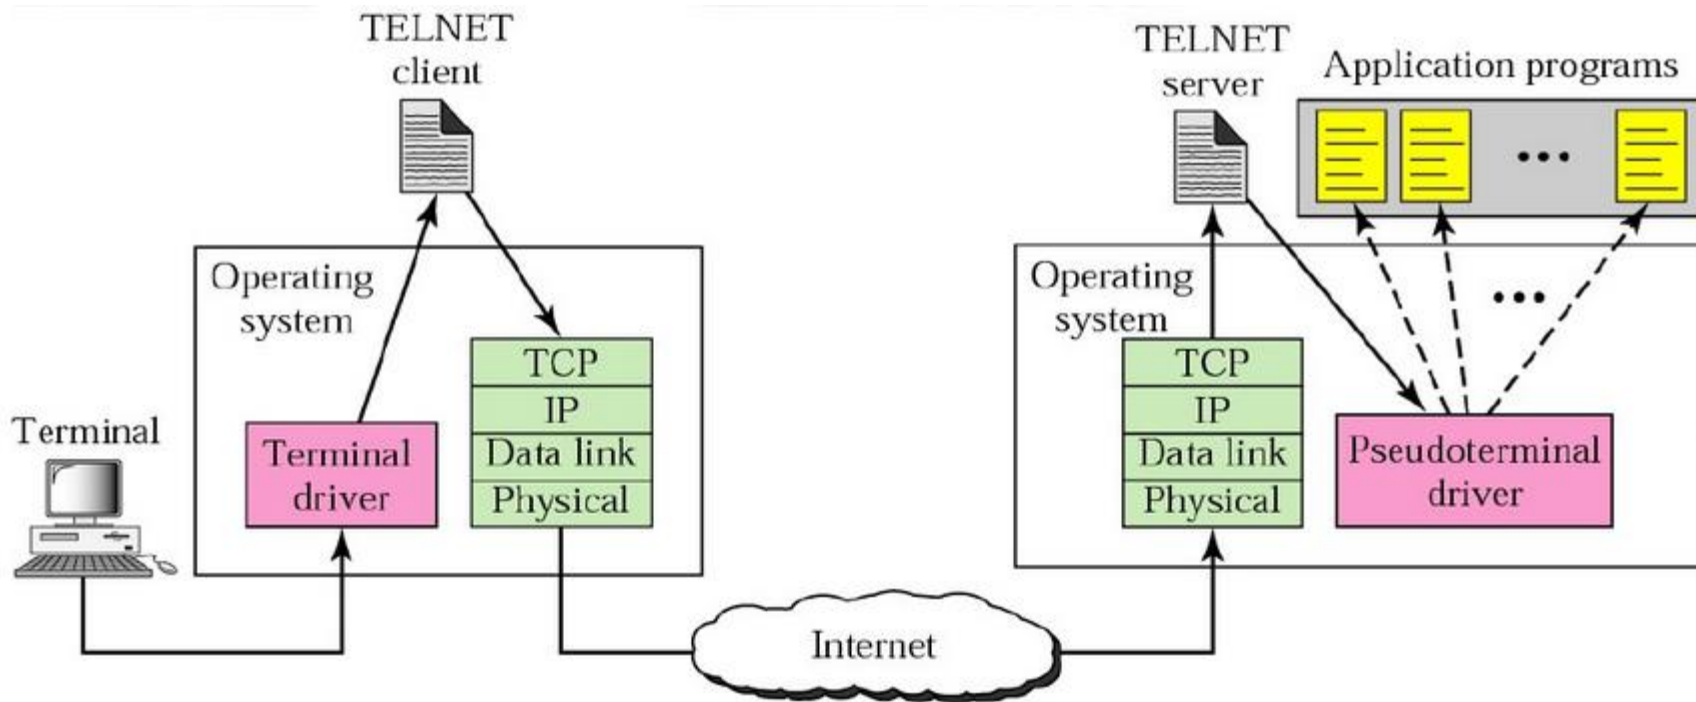 TELNET
client
TELNET
server
Application programs
Operating
system
TCP
IP
Data link
Physical
Terminal
driver
Terminal
Operating
system
TCP
IP
Data link
Physical
Pseudoterminal
driver
Internet